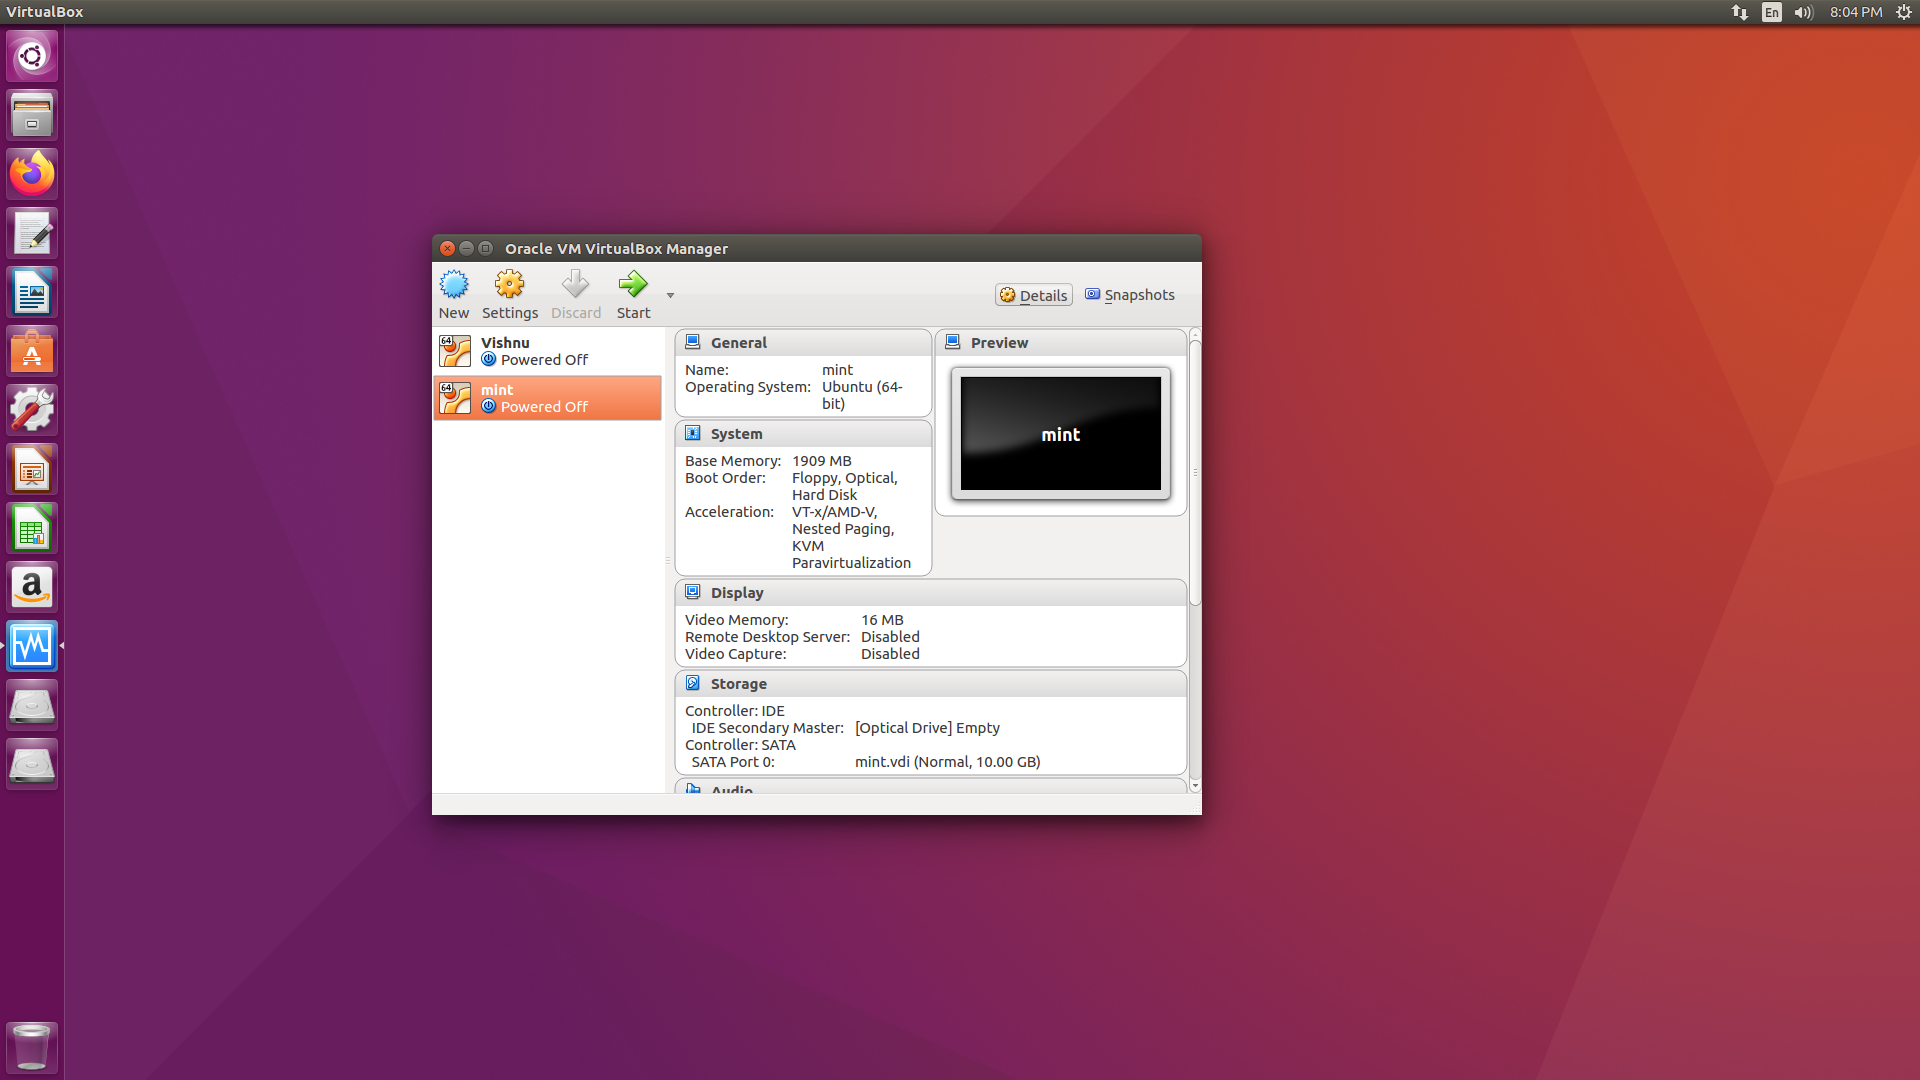 VirtualBox
En
8:04 PM
Oracle VM VirtualBox Manager
New
Settings
Discard
Start
Details
Snapshots
64
Vishnu
Powered Off
64
mint
Powered Off
General
Name: mint
Operating System: Ubuntu (64-
bit)
System
Base Memory: 1909 MB
Boot Order: Floppy, Optical,
Hard Disk
Acceleration: VT-x/AMD-V,
Nested Paging,
KVM
Paravirtualization
Preview
mint
Display
Video Memory: 16 MB
Remote Desktop Server: Disabled
Video Capture: Disabled
Storage
Controller: IDE
IDE Secondary Master: [Optical Drive] Empty
Controller: SATA
SATA Port 0: mint.vdi (Normal, 10.00 GB)
Audio